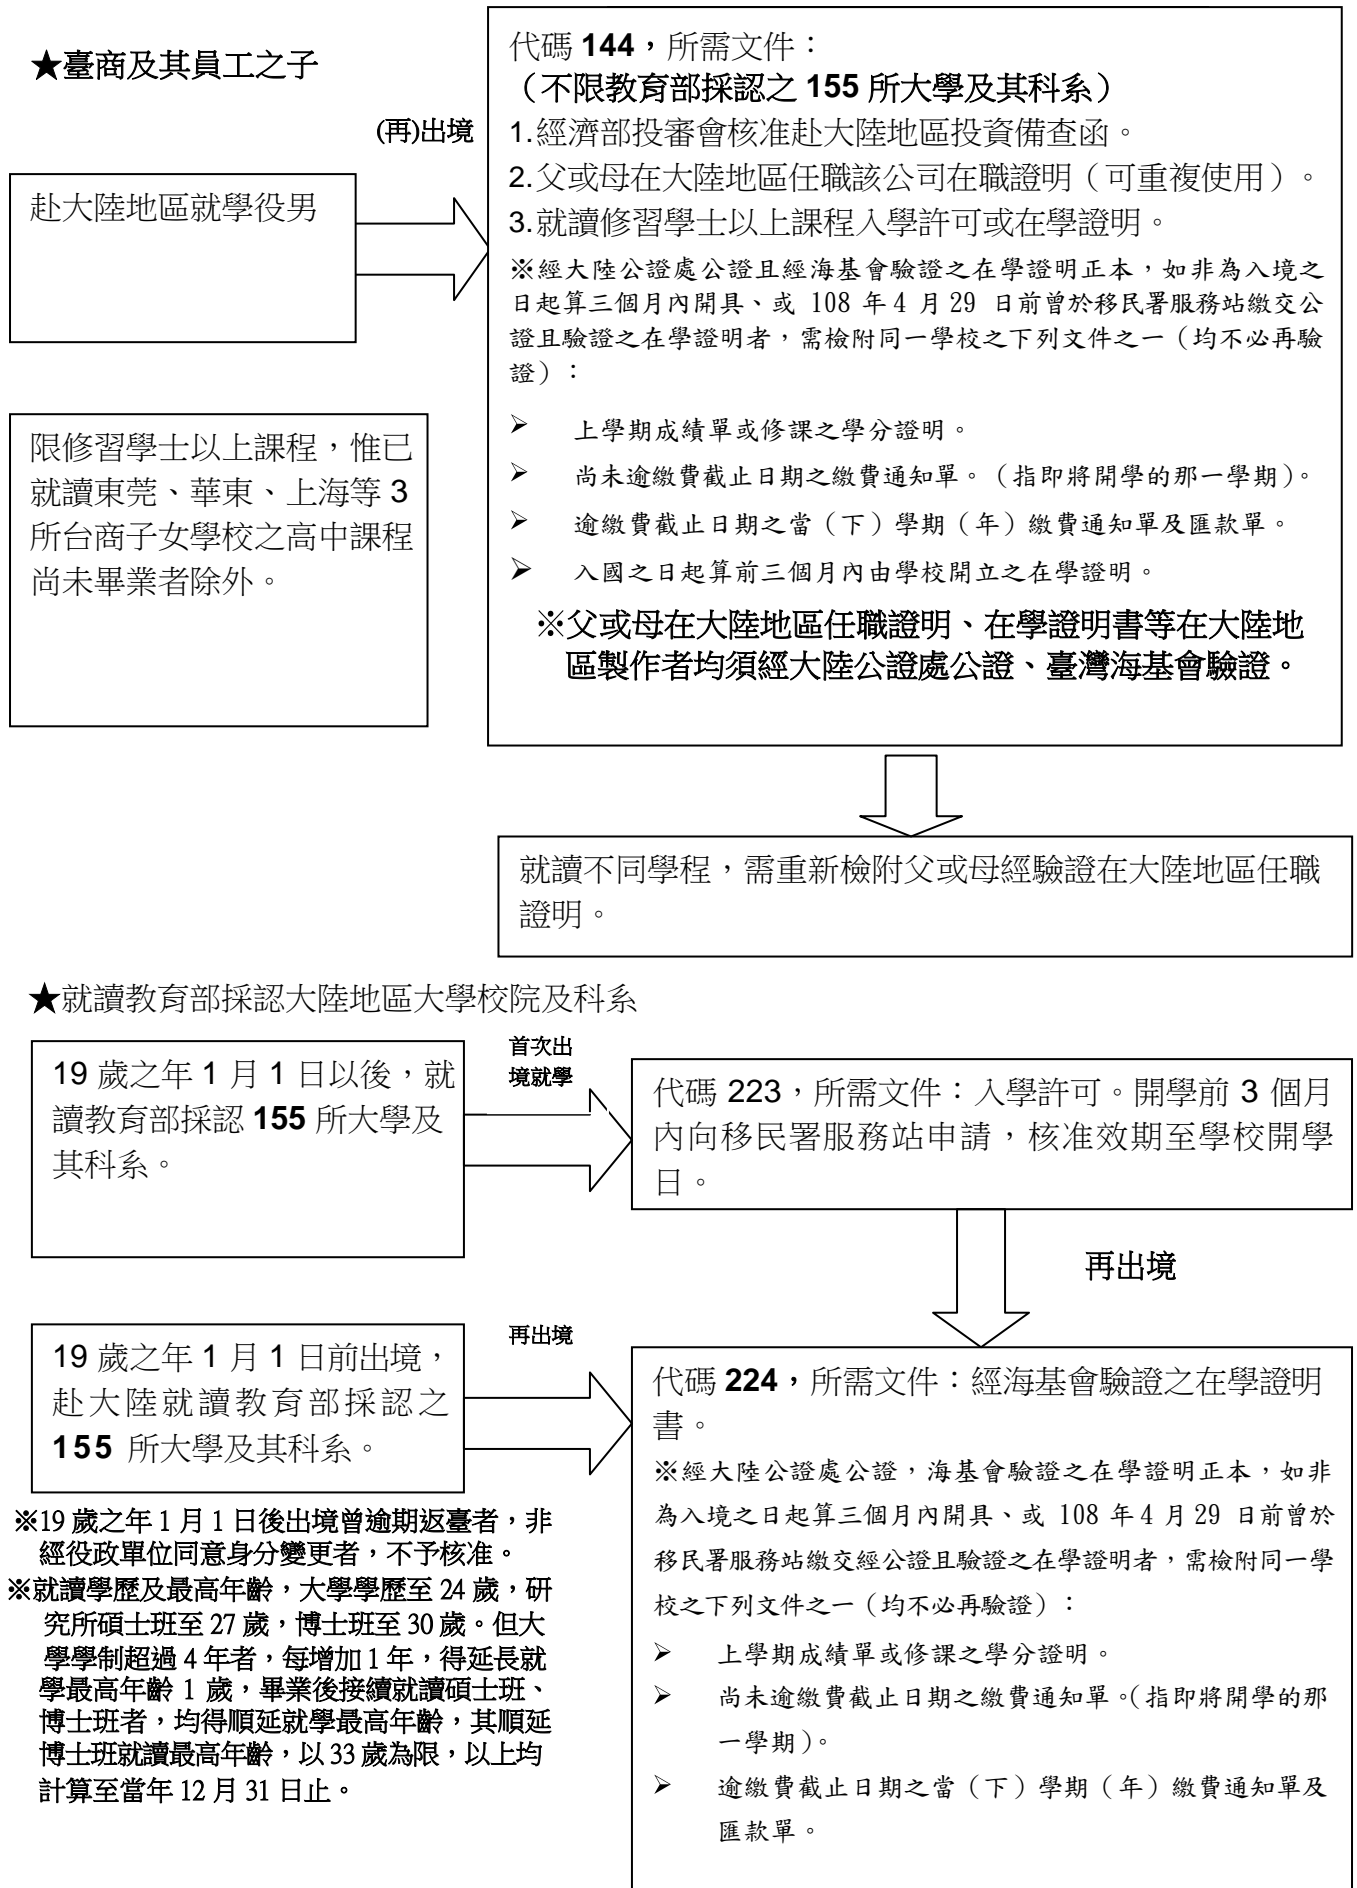 ★臺商及其員工之子
(再)出境
赴大陸地區就學役男
限修習學士以上課程，惟已
就讀東莞、華東、上海等 3
所台商子女學校之高中課程
尚未畢業者除外。
代碼 144，所需文件：
（不限教育部採認之 155 所大學及其科系）
1.經濟部投審會核准赴大陸地區投資備查函。
2.父或母在大陸地區任職該公司在職證明（可重複使用）。
3.就讀修習學士以上課程入學許可或在學證明。
※經大陸公證處公證且經海基會驗證之在學證明正本，如非為入境之
日起算三個月內開具、或 108 年 4 月 29 日前曾於移民署服務站繳交公
證且驗證之在學證明者，需檢附同一學校之下列文件之一（均不必再驗
證）：
➢ 上學期成績單或修課之學分證明。
➢ 尚未逾繳費截止日期之繳費通知單。（指即將開學的那一學期）。
➢ 逾繳費截止日期之當（下）學期（年）繳費通知單及匯款單。
➢ 入國之日起算前三個月內由學校開立之在學證明。
※父或母在大陸地區任職證明、在學證明書等在大陸地
區製作者均須經大陸公證處公證、臺灣海基會驗證。
就讀不同學程，需重新檢附父或母經驗證在大陸地區任職
證明。
★就讀教育部採認大陸地區大學校院及科系
19 歲之年 1 月 1 日以後，就
讀教育部採認 155 所大學及
其科系。
首次出
境就學
代碼 223，所需文件：入學許可。開學前 3 個月
內向移民署服務站申請，核准效期至學校開學
日。
再出境
19 歲之年 1 月 1 日前出境，
赴大陸就讀教育部採認之
155 所大學及其科系。
再出境
代碼 224，所需文件：經海基會驗證之在學證明
書。
※經大陸公證處公證，海基會驗證之在學證明正本，如非
為入境之日起算三個月內開具、或 108 年 4 月 29 日前曾於
移民署服務站繳交經公證且驗證之在學證明者，需檢附同一學
校之下列文件之一（均不必再驗證）：
➢ 上學期成績單或修課之學分證明。
➢ 尚未逾繳費截止日期之繳費通知單。（指即將開學的那
一學期）。
➢ 逾繳費截止日期之當（下）學期（年）繳費通知單及
匯款單。
※19 歲之年 1 月 1 日後出境曾逾期返臺者，非
經役政單位同意身分變更者，不予核准。
※就讀學歷及最高年齡，大學學歷至 24 歲，研
究所碩士班至 27 歲，博士班至 30 歲。但大
學學制超過 4 年者，每增加 1 年，得延長就
學最高年齡 1 歲，畢業後接續就讀碩士班、
博士班者，均得順延就學最高年齡，其順延
博士班就讀最高年齡，以 33 歲為限，以上均
計算至當年 12 月 31 日止。